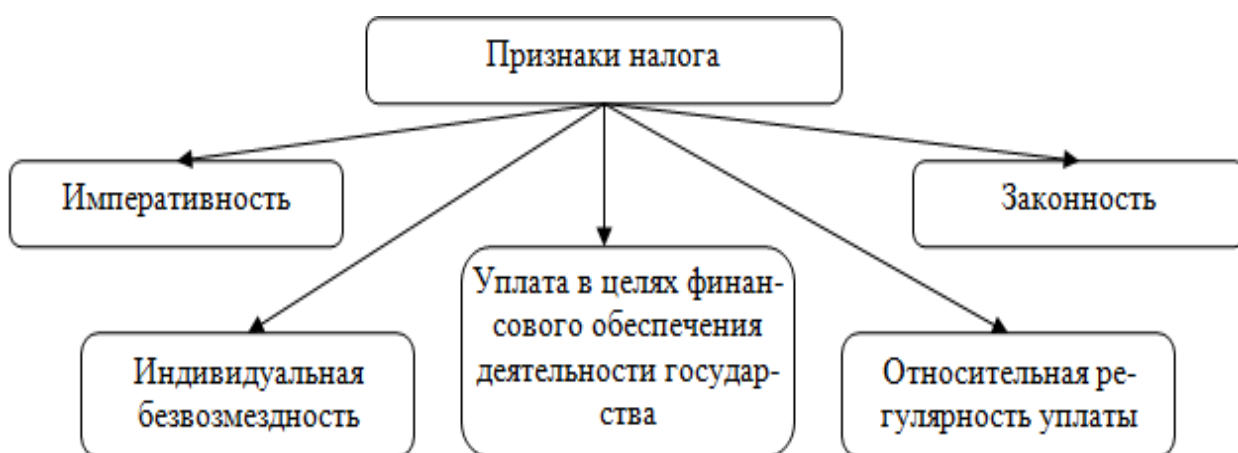 Признаки налога
Императивность
Законность
Индивидуальная
безвозмездность
Уплата в целях финан-
сового обеспечения
деятельности государ-
ства
Относительная ре-
гулярность уплаты